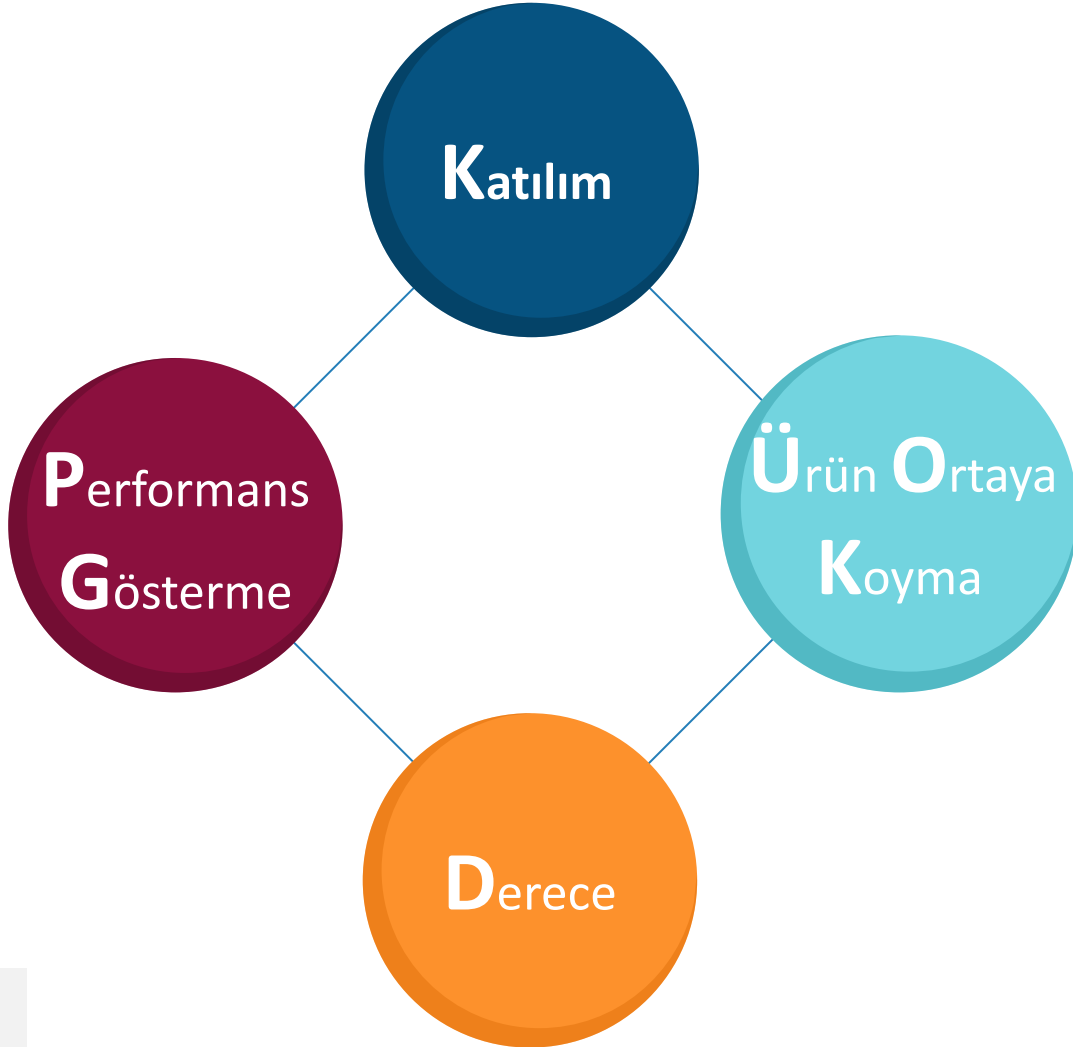 Katılım
Performans
Gösterme
Ürün Ortaya
Koyma
Derece